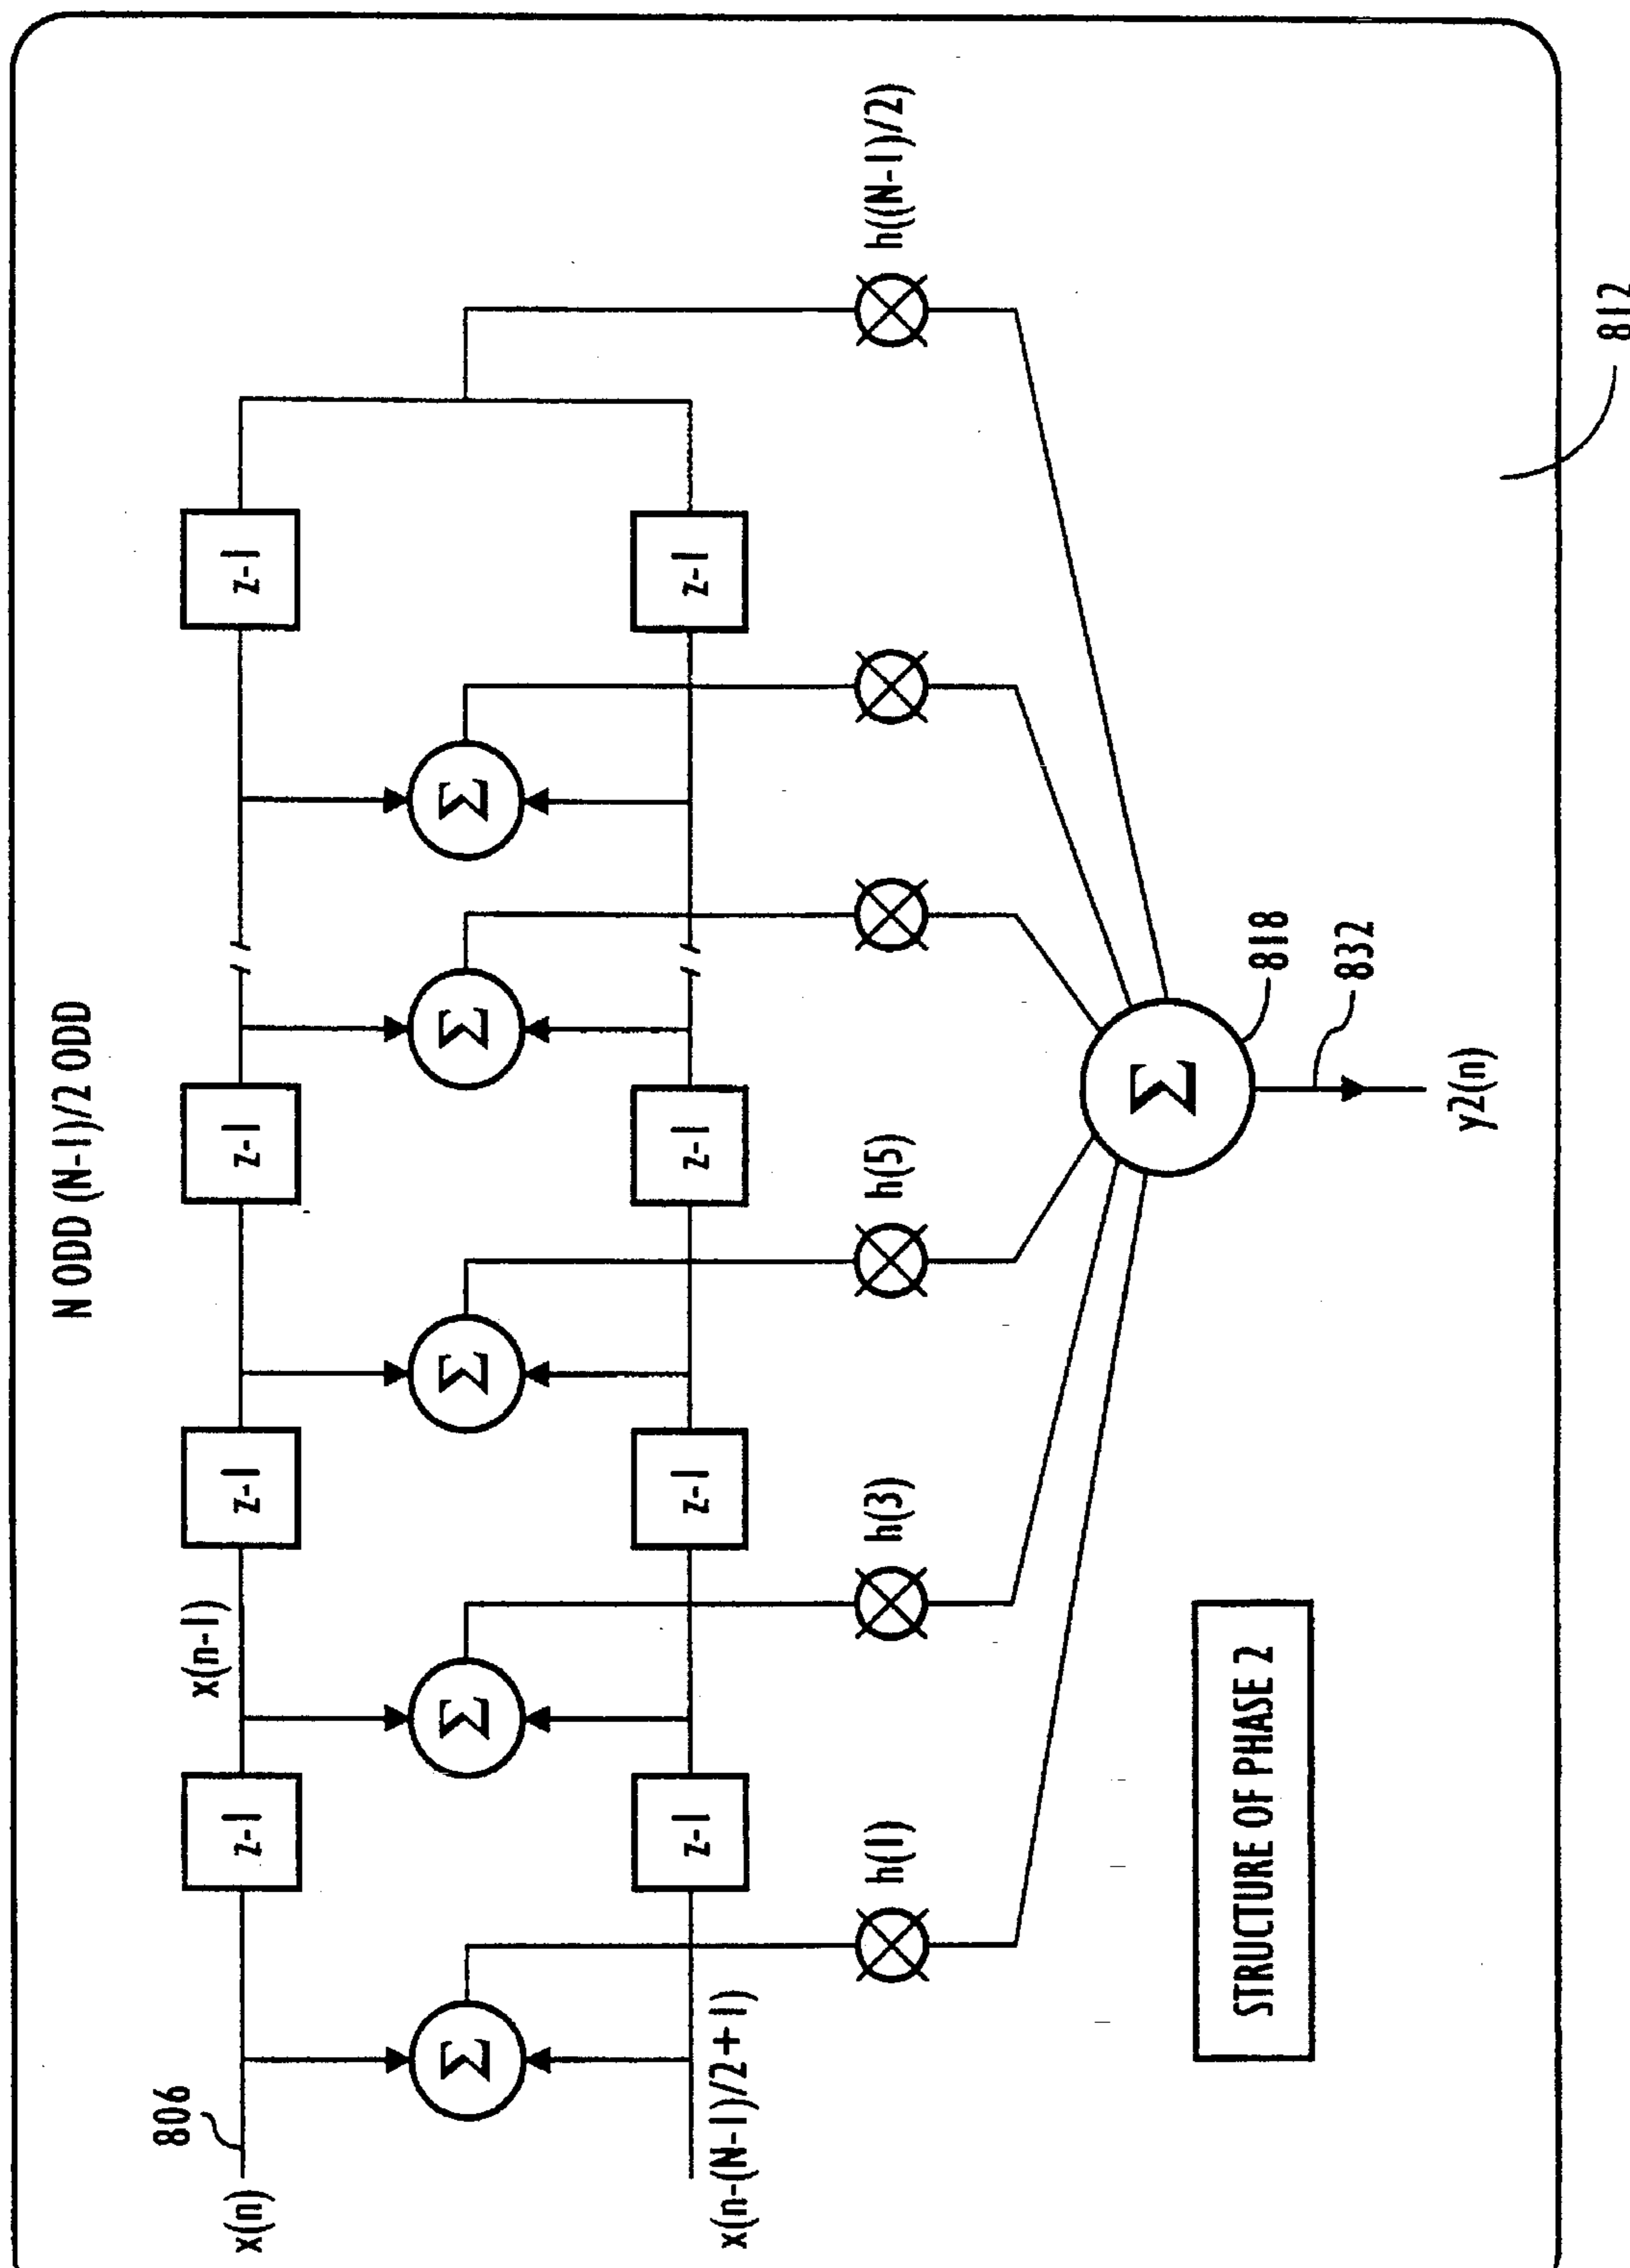 N ODD (N-1)/2 ODD
806
x(n-1)
x(n)
z-1
z-1
z-1
z-1
Σ
Σ
Σ
Σ
Σ
z-1
z-1
z-1
z-1
x(n-(N-1)/2+1)
h(1)
h(3)
h(5)
h((N-1)/2)
Σ
818
832
STRUCTURE OF PHASE 2
y2(n)
812